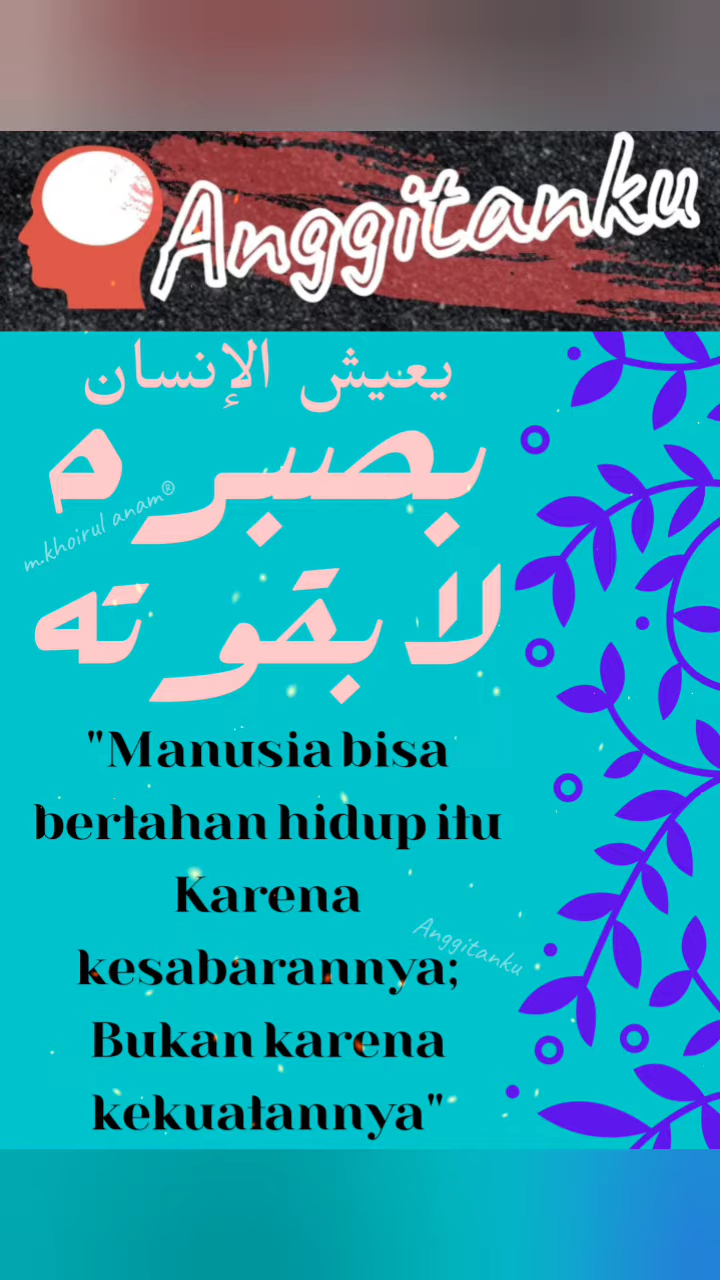 Anggitanku
يعيش الإنسان
بصبره
لا بقوته
m.khoirul anam®
"Manusia bisa
bertahan hidup itu
Karena
kesabarannya;
Bukan karena
kekuatannya"
Anggitanku